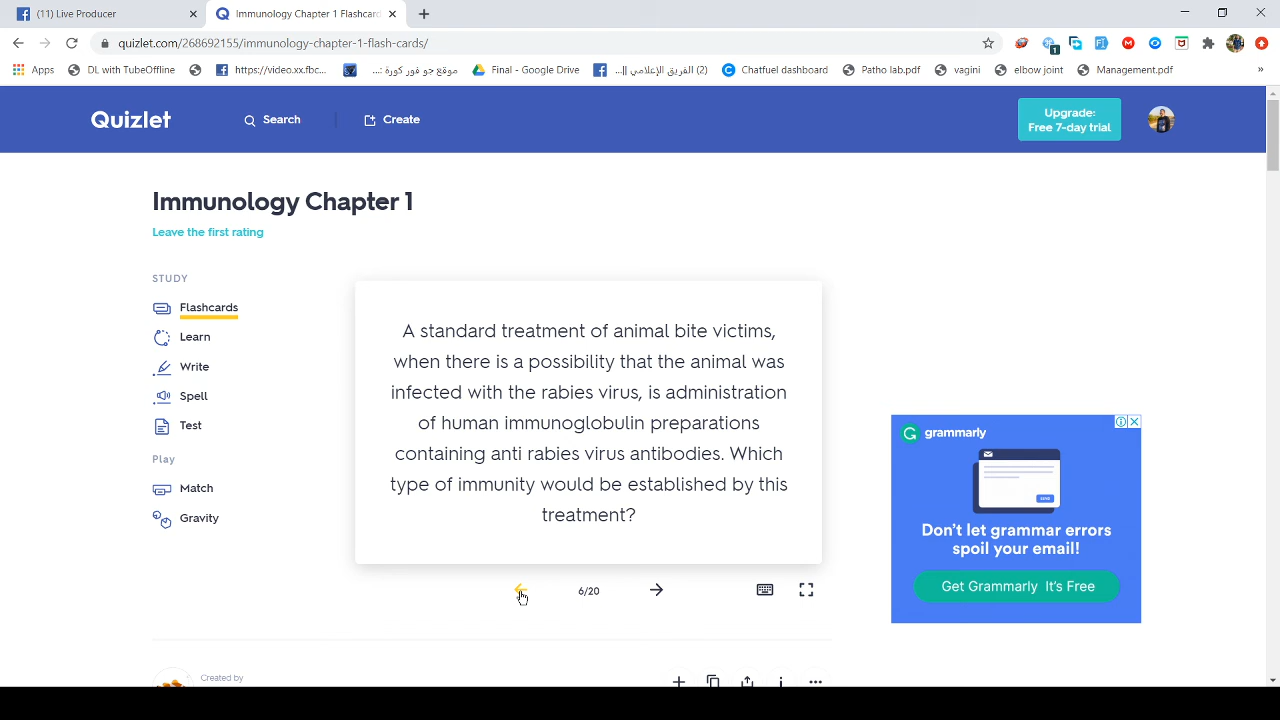 (11) Live Producer
Immunology Chapter 1 Flashcard
quizlet.com/268692155/immunology-chapter-1-flash-cards/
1
Apps
DL with TubeOffline
https://video.xx.fbc...
موقع جو فور كورة :...
Final - Google Drive
(2) الفريق الإعلامي ||...
Chatfuel dashboard
Patho lab.pdf
vagini
elbow joint
Management.pdf
»
Quizlet
Search
Create
Upgrade:
Free 7-day trial
Immunology Chapter 1
Leave the first rating
STUDY
Flashcards
Learn
Write
Spell
Test
Play
Match
Gravity
A standard treatment of animal bite victims,
when there is a possibility that the animal was
infected with the rabies virus, is administration
of human immunoglobulin preparations
containing anti rabies virus antibodies. Which
type of immunity would be established by this
treatment?
6/20
grammarly
SEND
Don't let grammar errors
spoil your email!
Get Grammarly It's Free
Created by